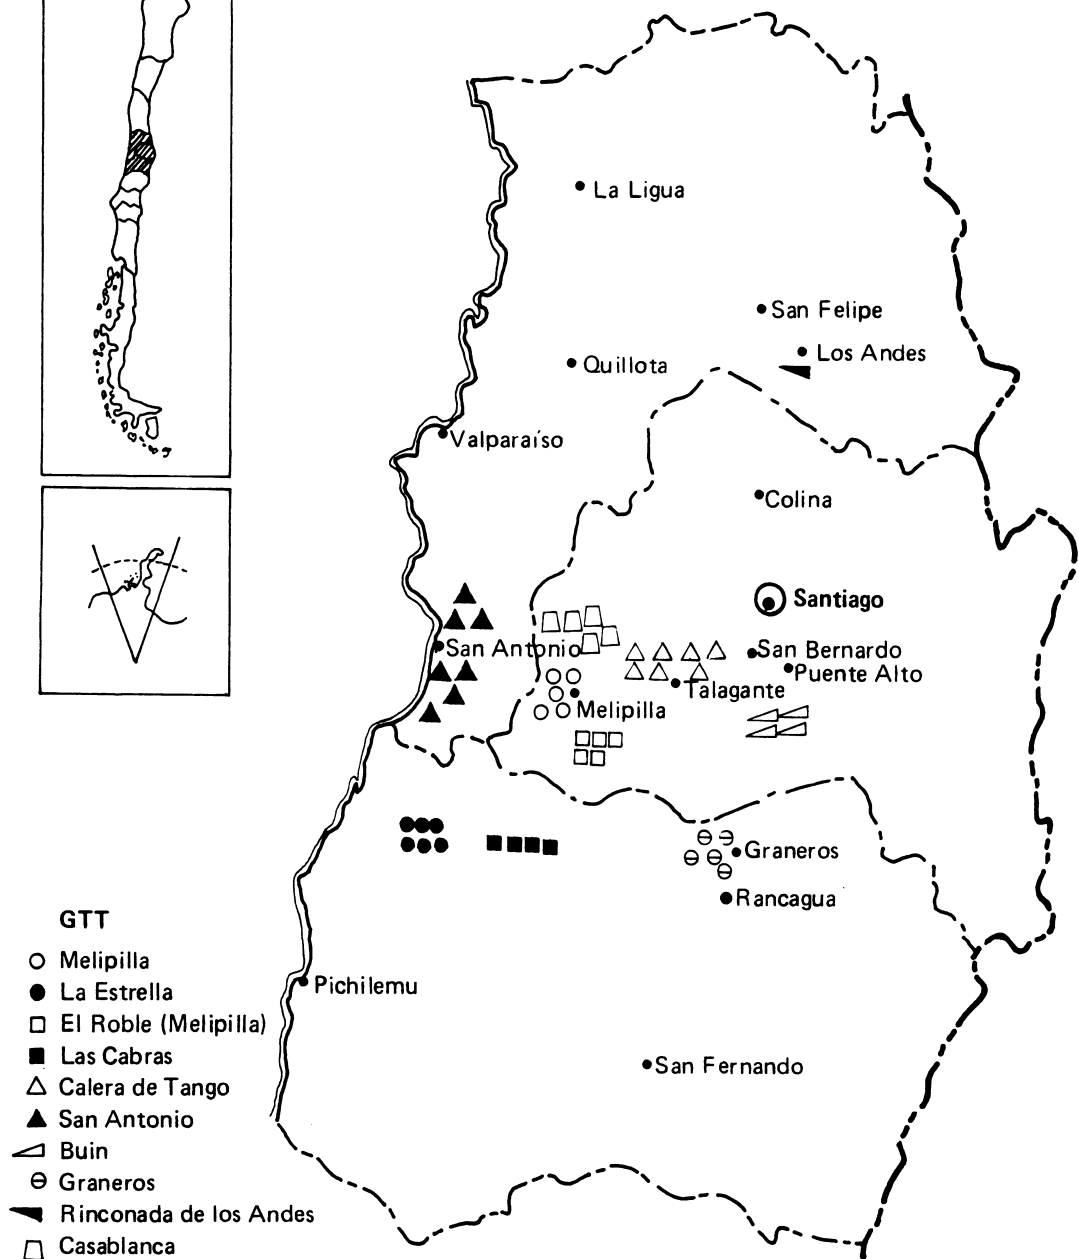 La Ligua
San Felipe
Los Andes
Quillota
Valparaíso
Colina
Santiago
San Antonio
San Bernardo
Puente Alto
Talagante
Melipilla
Graneros
Rancagua
Pichilemu
San Fernando
GTT
Melipilla
La Estrella
El Roble (Melipilla)
Las Cabras
Calera de Tango
San Antonio
Buin
Graneros
Rinconada de los Andes
Casablanca